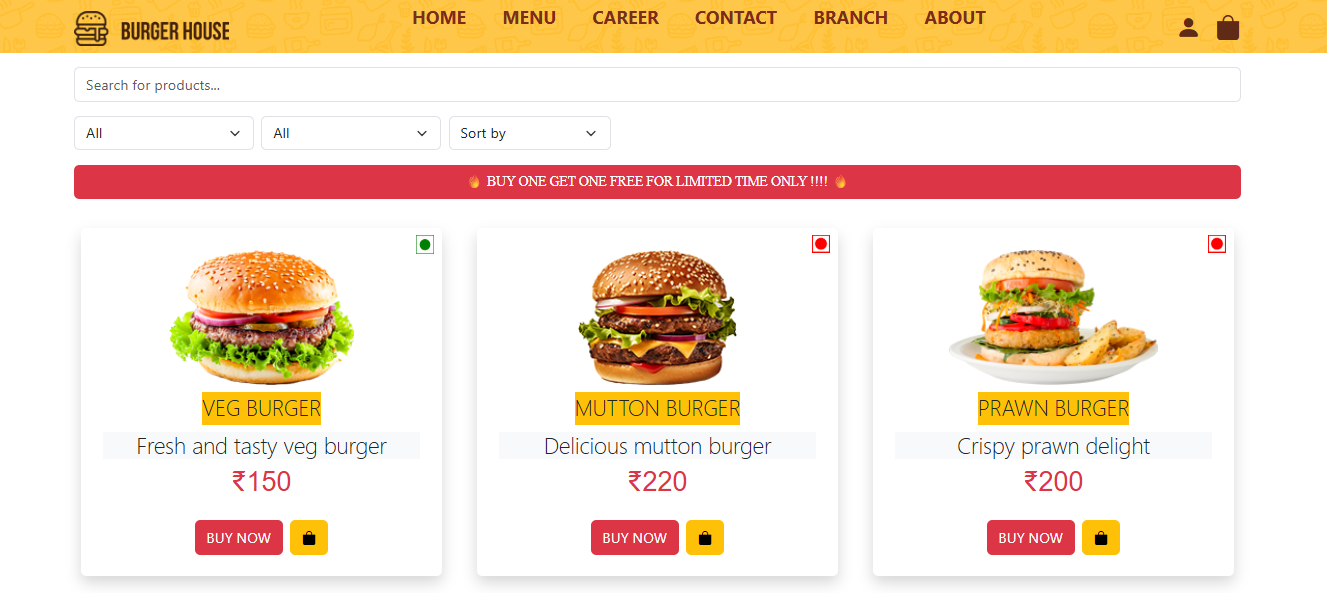 BURGER HOUSE
HOME MENU CAREER CONTACT BRANCH ABOUT
Search for products...
All All Sort by
🔥 BUY ONE GET ONE FREE FOR LIMITED TIME ONLY !!!! 🔥
VEG BURGER MUTTON BURGER PRAWN BURGER
Fresh and tasty veg burger Delicious mutton burger Crispy prawn delight
₹150 ₹220 ₹200
BUY NOW BUY NOW BUY NOW